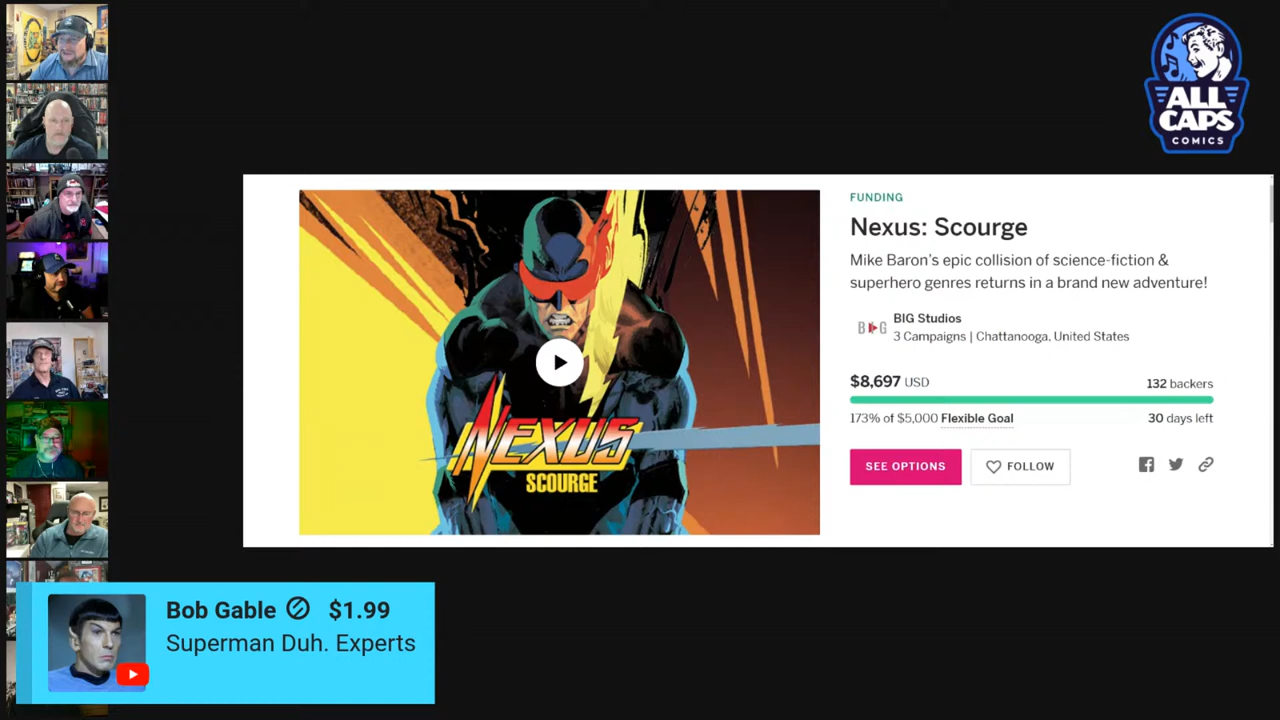 ALL
CAPS
COMICS
FUNDING
Nexus: Scourge
Mike Baron's epic collision of science-fiction &
superhero genres returns in a brand new adventure!
BIG
BIG Studios
3 Campaigns | Chattanooga, United States
$8,697 USD
132 backers
173% of $5,000 Flexible Goal
30 days left
SEE OPTIONS
FOLLOW
NEXUS
SCOURGE
Bob Gable $1.99
Superman Duh. Experts